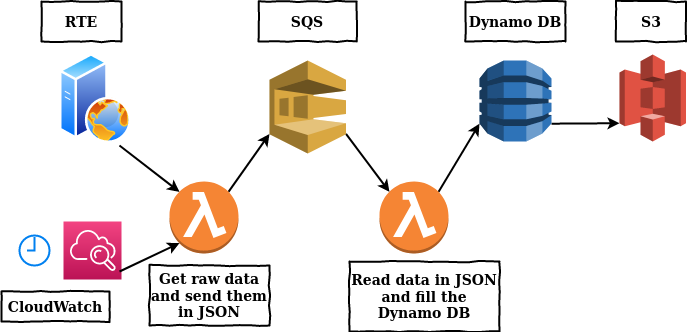 RTE
SQS
Dynamo DB
S3
CloudWatch
Get raw data
and send them
in JSON
Read data in JSON
and fill the
Dynamo DB